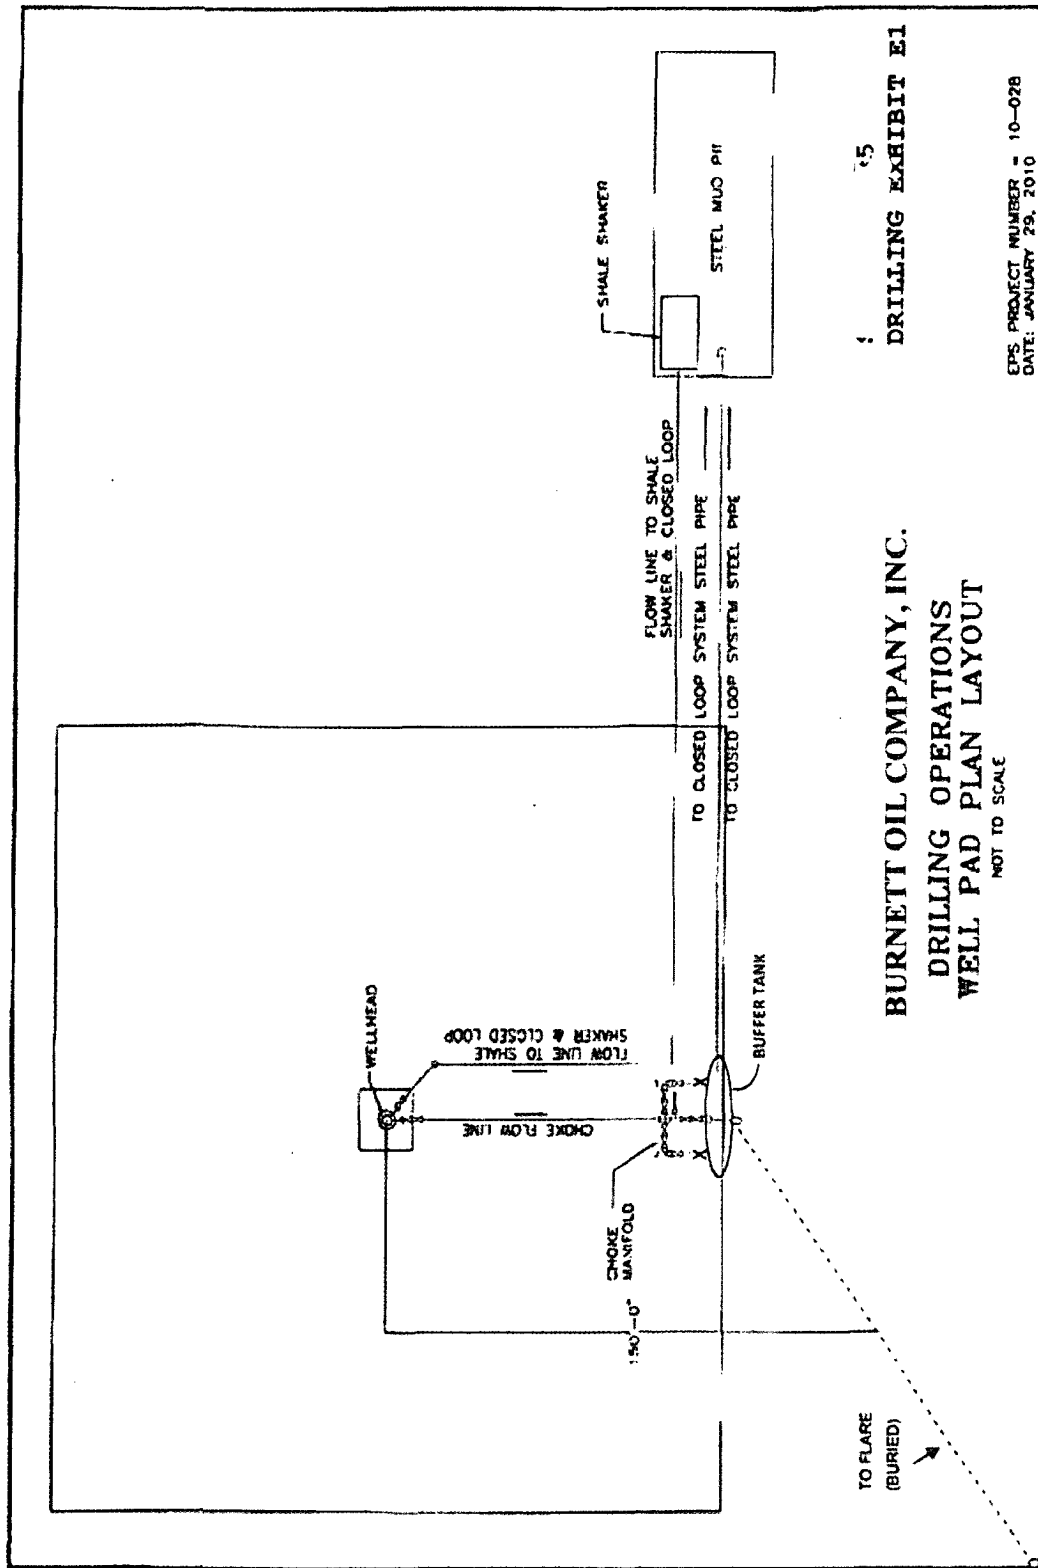 WELLHEAD
FLOW LINE TO SHALE
SHAKER & CLOSED LOOP
CHOKE FLOW LINE
CHOKE
MANIFOLD
BUFFER TANK
150'-0"
TO FLARE
(BURIED)
FLOW LINE TO SHALE
SHAKER & CLOSED LOOP
TO CLOSED LOOP SYSTEM STEEL PIPE
TO CLOSED LOOP SYSTEM STEEL PIPE
SHALE SHAKER
STEEL MUD PIT
BURNETT OIL COMPANY, INC.
DRILLING OPERATIONS
WELL PAD PLAN LAYOUT
NOT TO SCALE
DRILLING EXHIBIT E1
EPS PROJECT NUMBER - 10-028
DATE: JANUARY 29, 2010